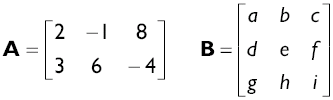 A = [2 −1 8
3 6 −4]
B = [a b c
d e f
g h i]